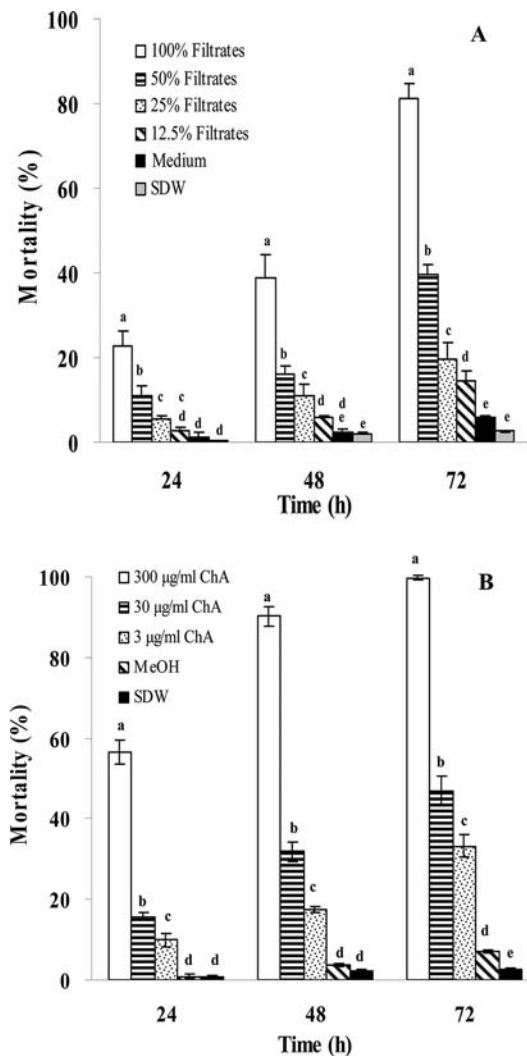 A
100% Filtrates
50% Filtrates
25% Filtrates
12.5% Filtrates
Medium
SDW
Mortality (%)
100
80
60
40
20
0
a
b
c
c
d
d
d
a
b
c
d
d
e
e
a
b
c
d
e
e
24 48 72
Time (h)
B
300 µg/ml ChA
30 µg/ml ChA
3 µg/ml ChA
MeOH
SDW
Mortality (%)
100
80
60
40
20
0
a
b
c
d
d
a
b
c
d
d
a
b
c
d
e
24 48 72
Time (h)